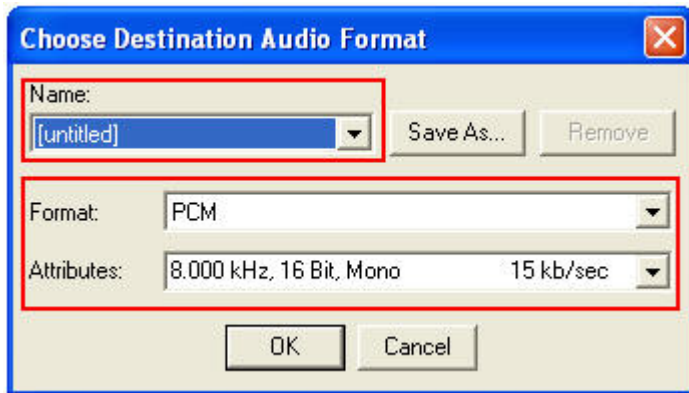 Choose Destination Audio Format
Name:
[untitled]
Save As...
Remove
Format:
PCM
Attributes:
8.000 kHz, 16 Bit, Mono 15 kb/sec
OK
Cancel